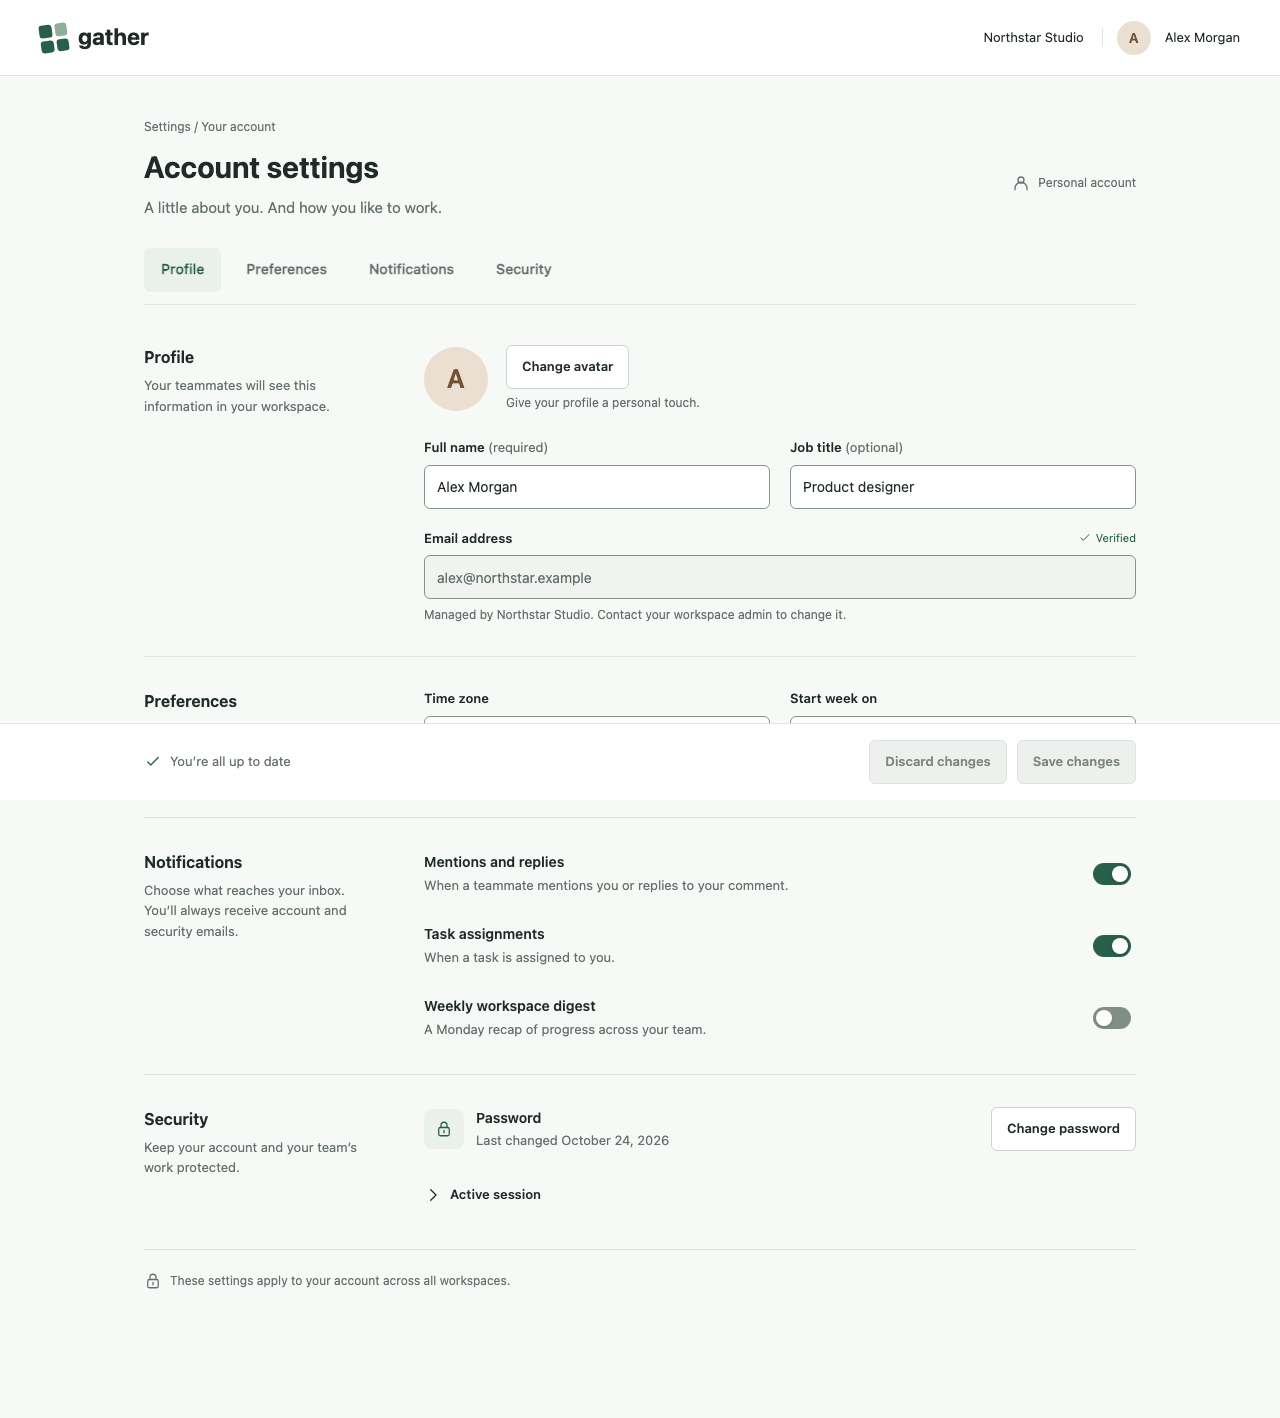 gather
Northstar Studio
A
Alex Morgan
Settings / Your account
Account settings
A little about you. And how you like to work.
Personal account
Profile
Preferences
Notifications
Security
Profile
Your teammates will see this
information in your workspace.
A
Change avatar
Give your profile a personal touch.
Full name (required)
Job title (optional)
Alex Morgan
Product designer
Email address
Verified
alex@northstar.example
Managed by Northstar Studio. Contact your workspace admin to change it.
Preferences
Time zone
Start week on
You’re all up to date
Discard changes
Save changes
Notifications
Choose what reaches your inbox.
You’ll always receive account and
security emails.
Mentions and replies
When a teammate mentions you or replies to your comment.
Task assignments
When a task is assigned to you.
Weekly workspace digest
A Monday recap of progress across your team.
Security
Keep your account and your team’s
work protected.
Password
Last changed October 24, 2026
Change password
Active session
These settings apply to your account across all workspaces.